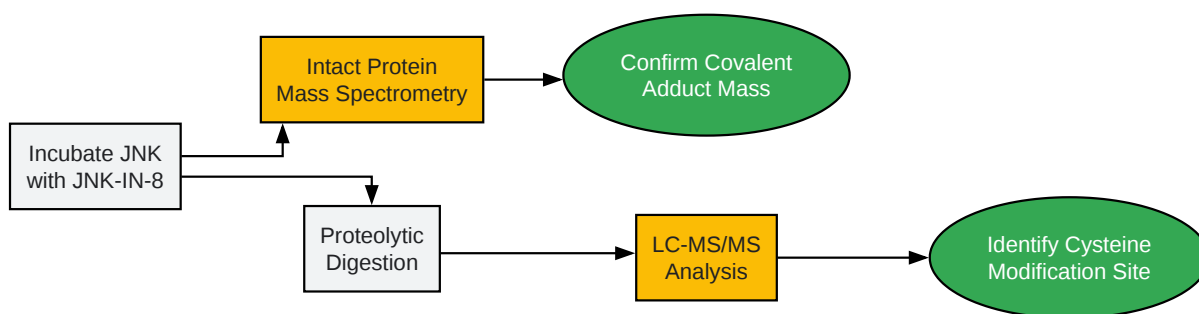 Intact Protein
Mass Spectrometry
Confirm Covalent
Adduct Mass
Incubate JNK
with JNK-IN-8
Proteolytic
Digestion
LC-MS/MS
Analysis
Identify Cysteine
Modification Site